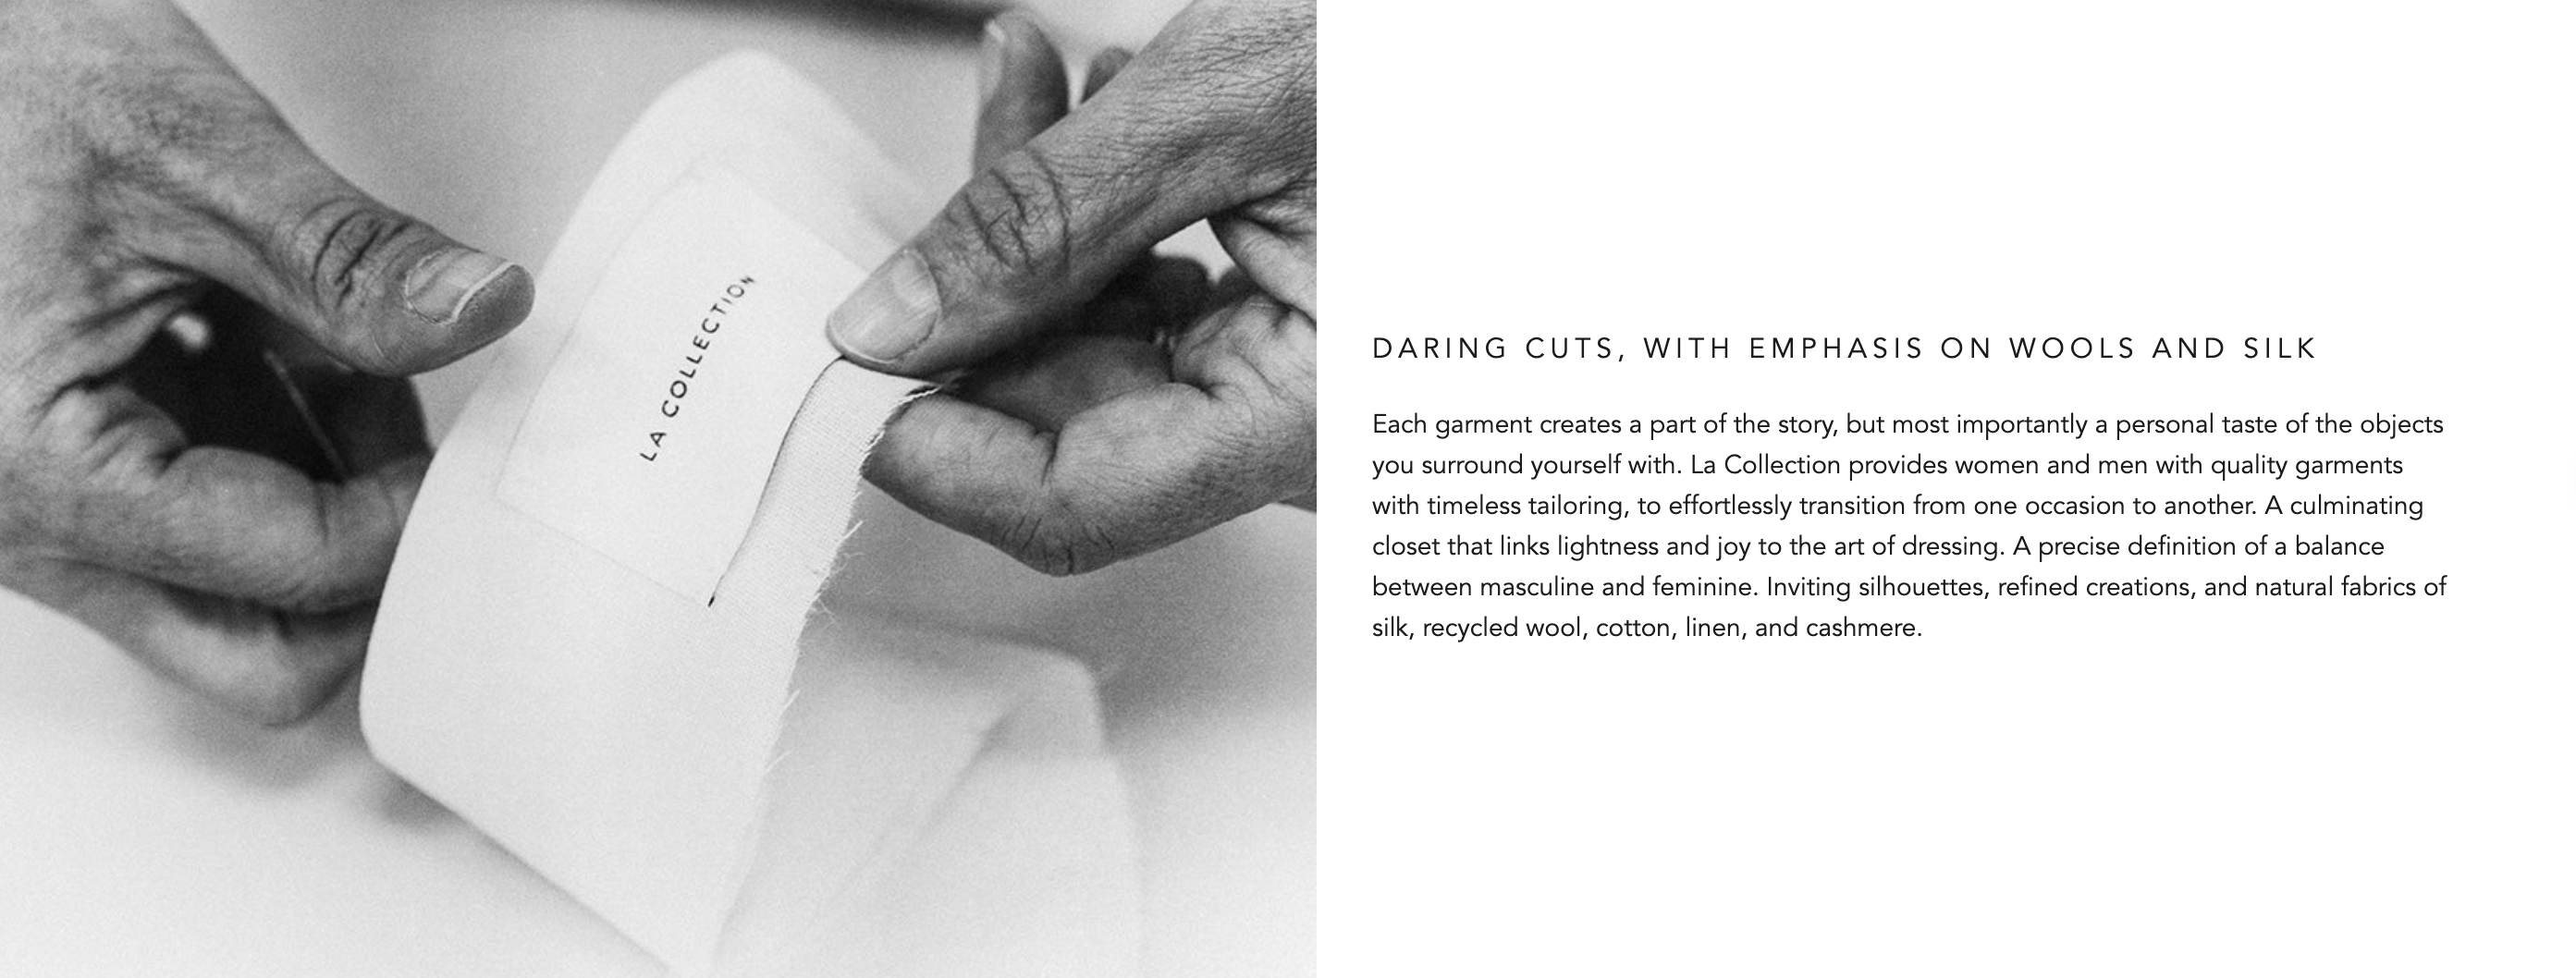 LA COLLECTION
DARING CUTS, WITH EMPHASIS ON WOOLS AND SILK
Each garment creates a part of the story, but most importantly a personal taste of the objects
you surround yourself with. La Collection provides women and men with quality garments
with timeless tailoring, to effortlessly transition from one occasion to another. A culminating
closet that links lightness and joy to the art of dressing. A precise definition of a balance
between masculine and feminine. Inviting silhouettes, refined creations, and natural fabrics of
silk, recycled wool, cotton, linen, and cashmere.